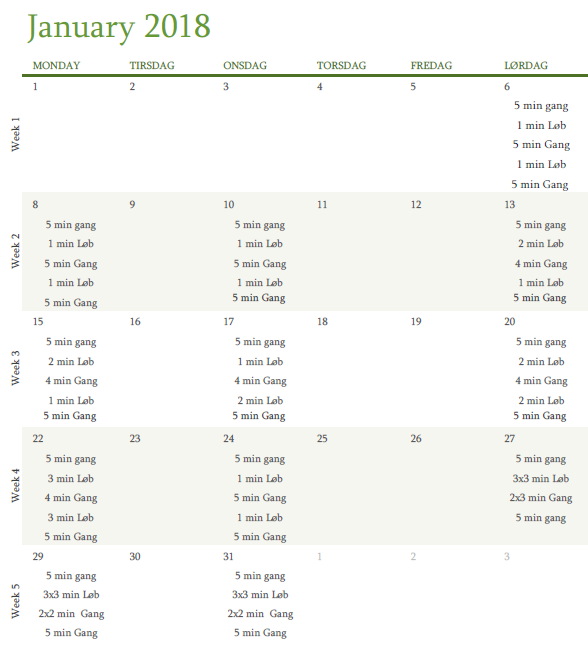 January 2018
MONDAY TIRSDAG ONSDAG TORSDAG FREDAG LØRDAG
Week 1
1 2 3 4 5 6
5 min gang
1 min Løb
5 min Gang
1 min Løb
5 min Gang
Week 2
8 9 10 11 12 13
5 min gang 5 min gang 5 min gang
1 min Løb 1 min Løb 2 min Løb
5 min Gang 5 min Gang 4 min Gang
1 min Løb 1 min Løb 1 min Løb
5 min Gang 5 min Gang 5 min Gang
Week 3
15 16 17 18 19 20
5 min gang 5 min gang 5 min gang
2 min Løb 1 min Løb 2 min Løb
4 min Gang 4 min Gang 4 min Gang
1 min Løb 2 min Løb 2 min Løb
5 min Gang 5 min Gang 5 min Gang
Week 4
22 23 24 25 26 27
5 min gang 5 min gang 5 min gang
3 min Løb 1 min Løb 3x3 min Løb
4 min Gang 5 min Gang 2x3 min Gang
3 min Løb 1 min Løb 5 min gang
5 min Gang 5 min Gang
Week 5
29 30 31 1 2 3
5 min gang 5 min gang
3x3 min Løb 3x3 min Løb
2x2 min Gang 2x2 min Gang
5 min Gang 5 min Gang